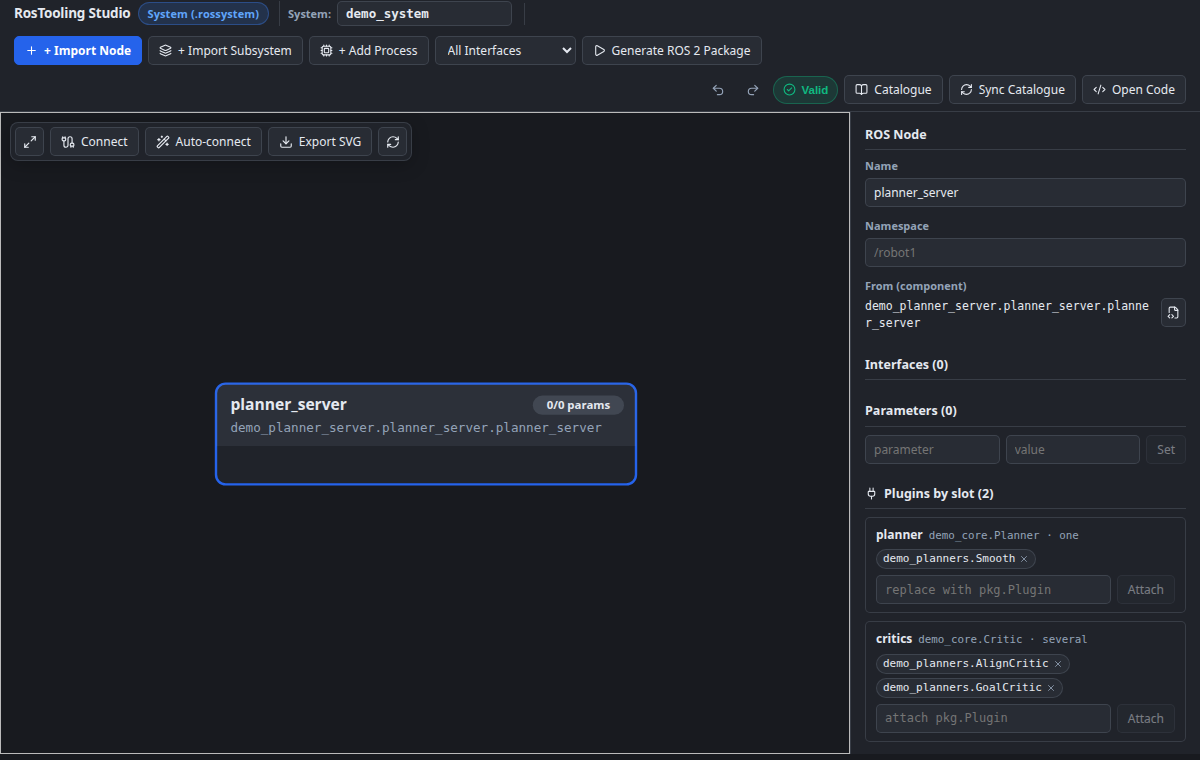 RosTooling Studio
System (.rossystem)
System:
demo_system
+ Import Node
+ Import Subsystem
+ Add Process
All Interfaces
Generate ROS 2 Package
Valid
Catalogue
Sync Catalogue
Open Code
Connect
Auto-connect
Export SVG
planner_server
0/0 params
demo_planner_server.planner_server.planner_server
ROS Node
Name
planner_server
Namespace
/robot1
From (component)
demo_planner_server.planner_server.planne
r_server
Interfaces (0)
Parameters (0)
parameter
value
Set
Plugins by slot (2)
planner demo_core.Planner · one
demo_planners.Smooth ×
replace with pkg.Plugin
Attach
critics demo_core.Critic · several
demo_planners.AlignCritic ×
demo_planners.GoalCritic ×
attach pkg.Plugin
Attach